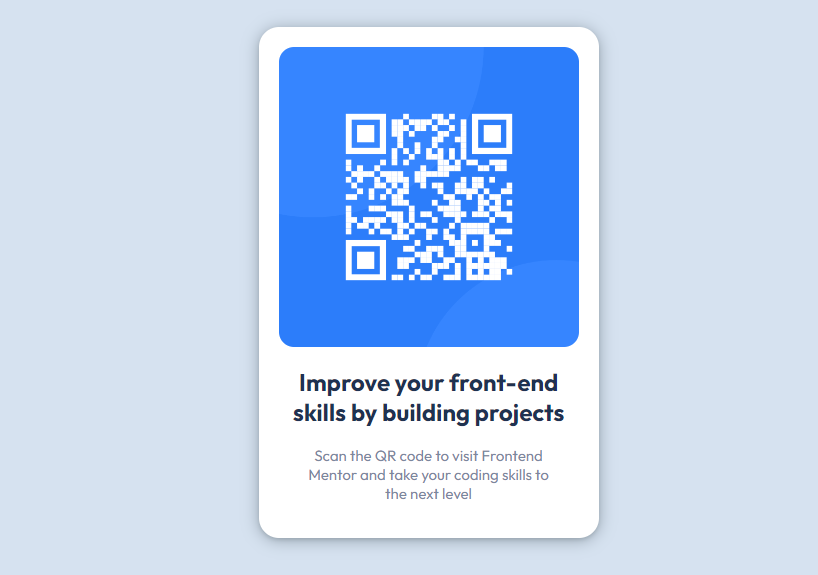 Improve your front-end
skills by building projects
Scan the QR code to visit Frontend
Mentor and take your coding skills to
the next level